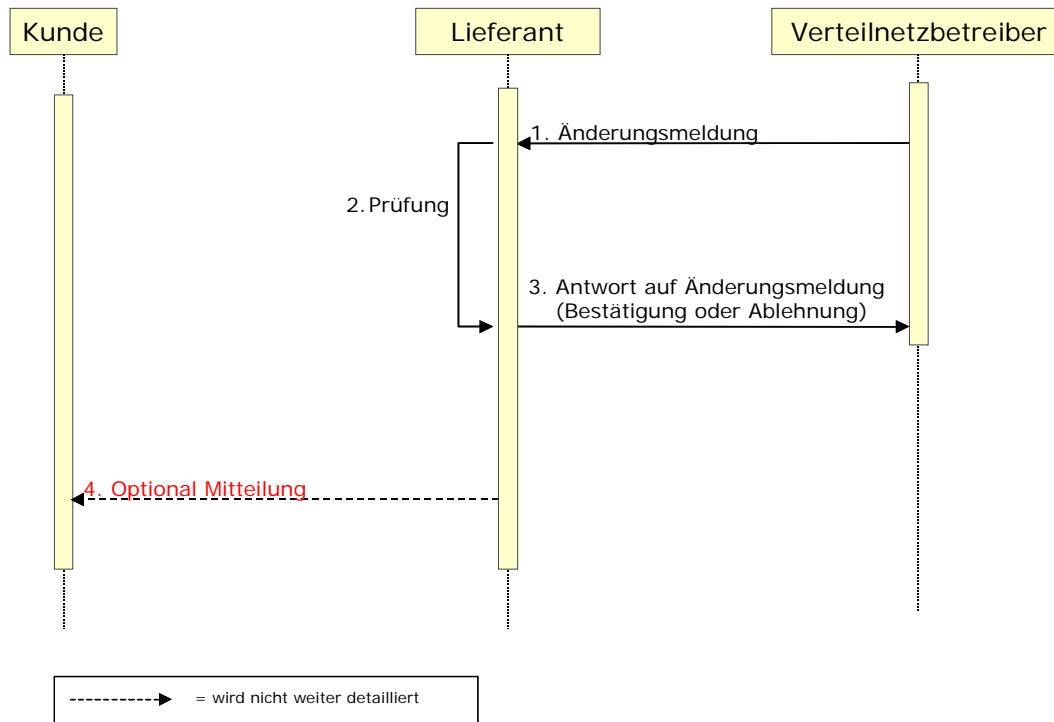 Kunde
Lieferant
Verteilnetzbetreiber
1. Änderungsmeldung
2. Prüfung
3. Antwort auf Änderungsmeldung
(Bestätigung oder Ablehnung)
4. Optional Mitteilung
= wird nicht weiter detailliert